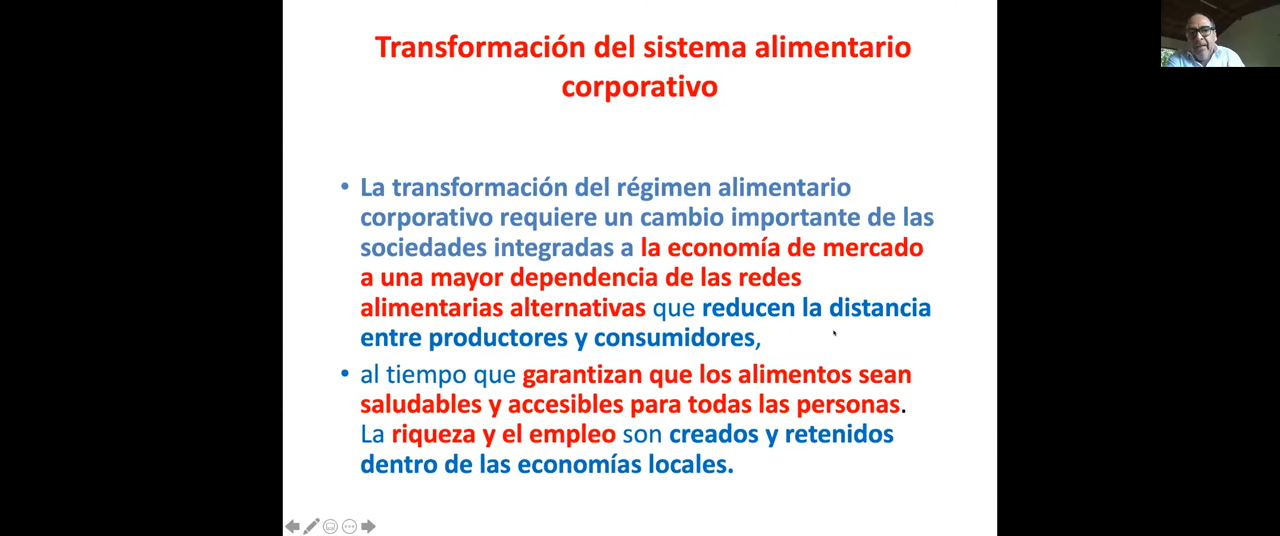 Transformación del sistema alimentario
corporativo
• La transformación del régimen alimentario
corporativo requiere un cambio importante de las
sociedades integradas a la economía de mercado
a una mayor dependencia de las redes
alimentarias alternativas que reducen la distancia
entre productores y consumidores,
• al tiempo que garantizan que los alimentos sean
saludables y accesibles para todas las personas.
La riqueza y el empleo son creados y retenidos
dentro de las economías locales.